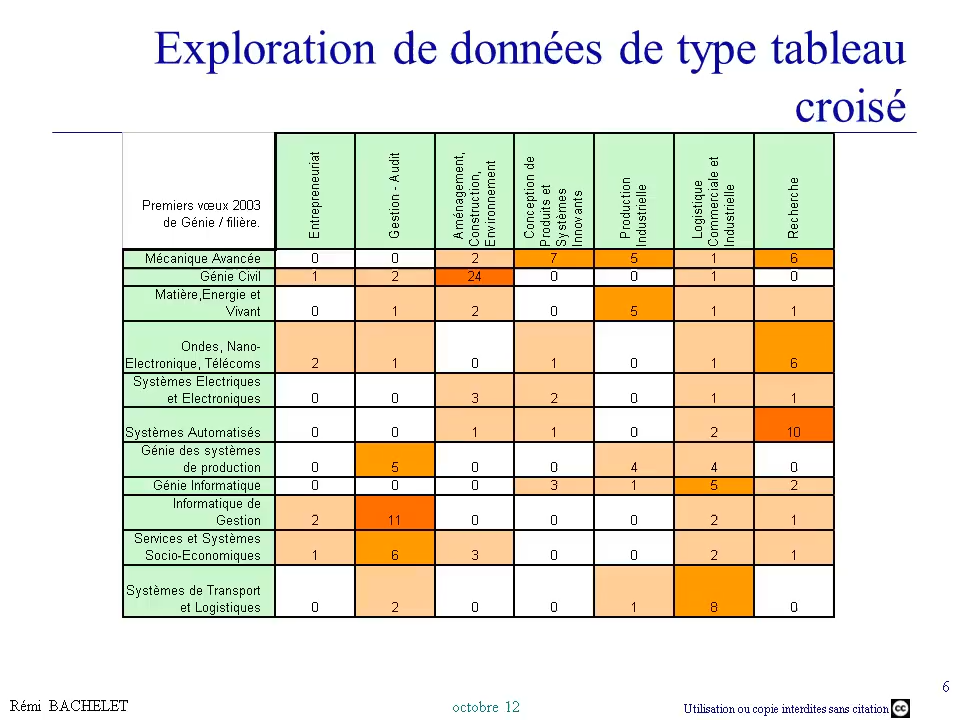 Exploration de données de type tableau
croisé
Premiers vœux 2003
de Génie / filière.
Entrepreneuriat
Gestion - Audit
Aménagement,
Construction,
Environnement
Conception de
Produits et
Systèmes
Innovants
Production
Industrielle
Logistique
Commerciale et
Industrielle
Recherche
Mécanique Avancée 0 0 2 7 5 1 6
Génie Civil 1 2 24 0 0 1 0
Matière,Energie et
Vivant 0 1 2 0 5 1 1
Ondes, Nano-
Electronique, Télécoms 2 1 0 1 0 1 6
Systèmes Electriques
et Electroniques 0 0 3 2 0 1 1
Systèmes Automatisés 0 0 1 1 0 2 10
Génie des systèmes
de production 0 5 0 0 4 4 0
Génie Informatique 0 0 0 3 1 5 2
Informatique de
Gestion 2 11 0 0 0 2 1
Services et Systèmes
Socio-Economiques 1 6 3 0 0 2 1
Systèmes de Transport
et Logistiques 0 2 0 0 1 8 0
6
Rémi BACHELET
octobre 12
Utilisation ou copie interdites sans citation
cc